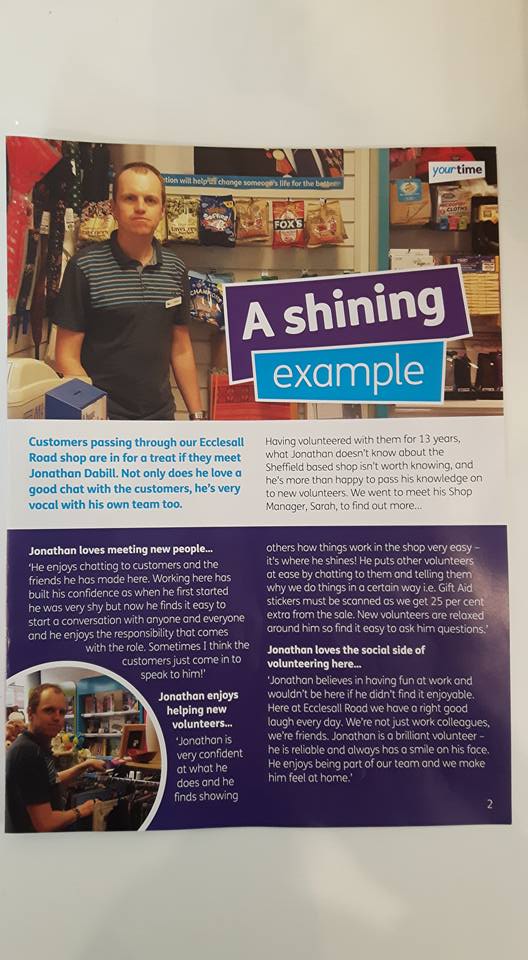 yourtime
tion will help us change someone's life for the better
FOX'S
A shining
example
Customers passing through our Ecclesall
Road shop are in for a treat if they meet
Jonathan Dabill. Not only does he love a
good chat with the customers, he's very
vocal with his own team too.
Having volunteered with them for 13 years,
what Jonathan doesn't know about the
Sheffield based shop isn't worth knowing, and
he's more than happy to pass his knowledge on
to new volunteers. We went to meet his Shop
Manager, Sarah, to find out more...
Jonathan loves meeting new people...
'He enjoys chatting to customers and the
friends he has made here. Working here has
built his confidence as when he first started
he was very shy but now he finds it easy to
start a conversation with anyone and everyone
and he enjoys the responsibility that comes
with the role. Sometimes I think the
customers just come in to
speak to him!'
Jonathan enjoys
helping new
volunteers...
'Jonathan is
very confident
at what he
does and he
finds showing
others how things work in the shop very easy –
it's where he shines! He puts other volunteers
at ease by chatting to them and telling them
why we do things in a certain way i.e. Gift Aid
stickers must be scanned as we get 25 per cent
extra from the sale. New volunteers are relaxed
around him so find it easy to ask him questions.'
Jonathan loves the social side of
volunteering here...
'Jonathan believes in having fun at work and
wouldn't be here if he didn't find it enjoyable.
Here at Ecclesall Road we have a right good
laugh every day. We're not just work colleagues,
we're friends. Jonathan is a brilliant volunteer –
he is reliable and always has a smile on his face.
He enjoys being part of our team and we make
him feel at home.'
2